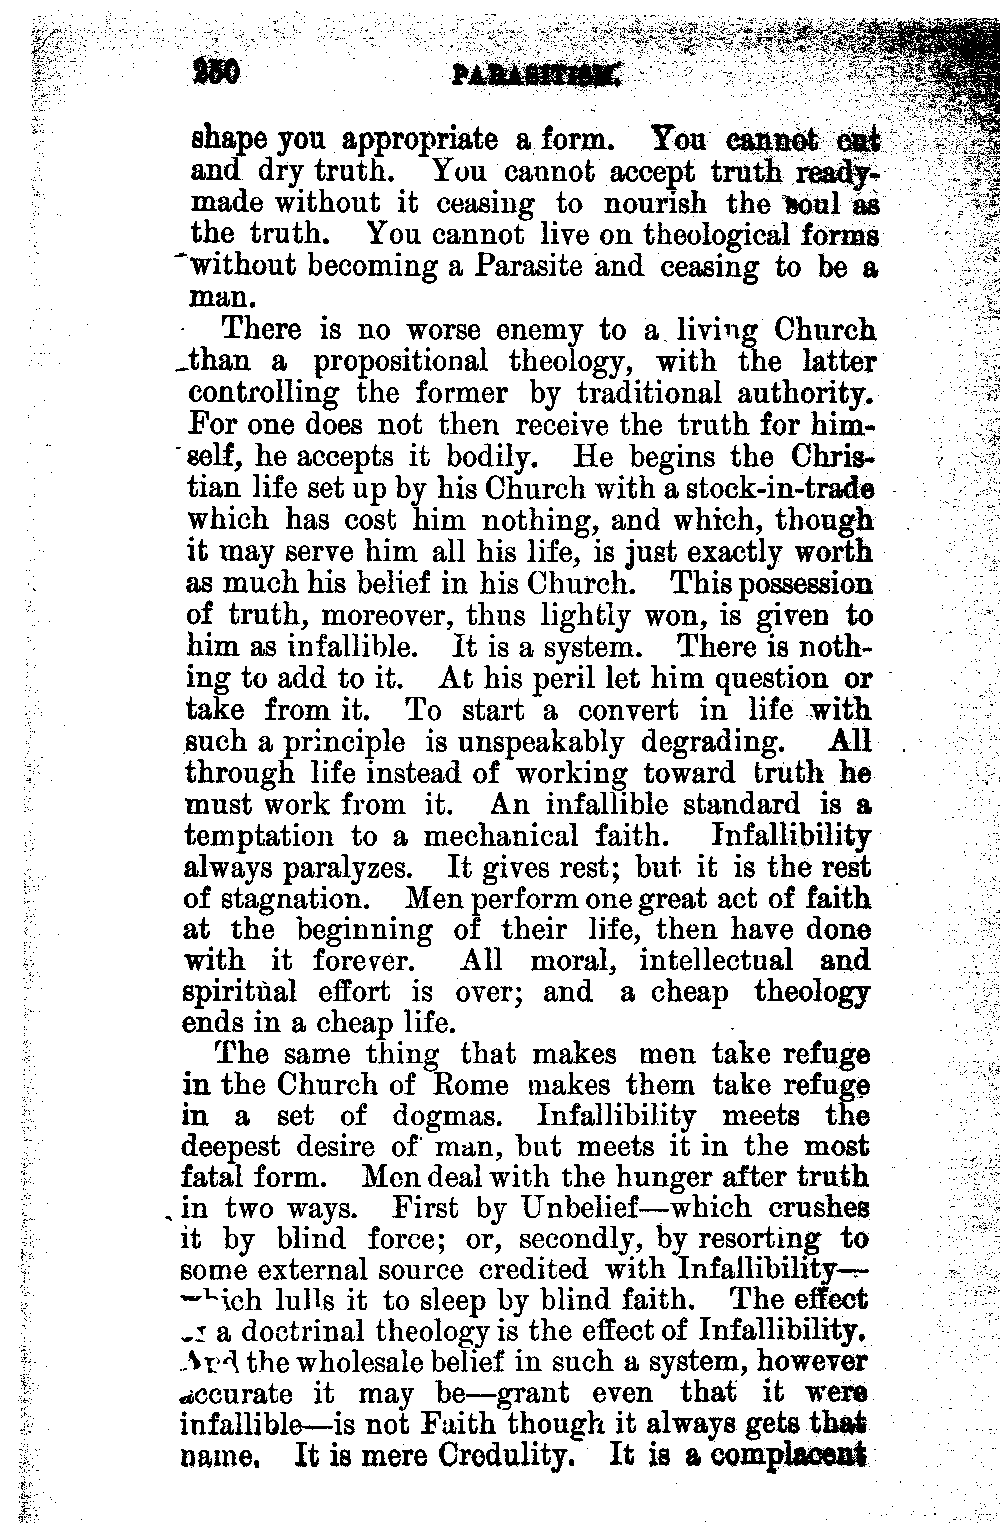 350 PARASITISM.
shape you appropriate a form. You cannot cut
and dry truth. You cannot accept truth ready-
made without it ceasing to nourish the soul as
the truth. You cannot live on theological forms
without becoming a Parasite and ceasing to be a
man.
There is no worse enemy to a living Church
than a propositional theology, with the latter
controlling the former by traditional authority.
For one does not then receive the truth for him-
self, he accepts it bodily. He begins the Chris-
tian life set up by his Church with a stock-in-trade
which has cost him nothing, and which, though
it may serve him all his life, is just exactly worth
as much his belief in his Church. This possession
of truth, moreover, thus lightly won, is given to
him as infallible. It is a system. There is noth-
ing to add to it. At his peril let him question or
take from it. To start a convert in life with
such a principle is unspeakably degrading. All
through life instead of working toward truth he
must work from it. An infallible standard is a
temptation to a mechanical faith. Infallibility
always paralyzes. It gives rest; but it is the rest
of stagnation. Men perform one great act of faith
at the beginning of their life, then have done
with it forever. All moral, intellectual and
spiritual effort is over; and a cheap theology
ends in a cheap life.
The same thing that makes men take refuge
in the Church of Rome makes them take refuge
in a set of dogmas. Infallibility meets the
deepest desire of man, but meets it in the most
fatal form. Men deal with the hunger after truth
in two ways. First by Unbelief—which crushes
it by blind force; or, secondly, by resorting to
some external source credited with Infallibility—
which lulls it to sleep by blind faith. The effect
of a doctrinal theology is the effect of Infallibility.
And the wholesale belief in such a system, however
accurate it may be—grant even that it were
infallible—is not Faith though it always gets that
name. It is mere Credulity. It is a complacent